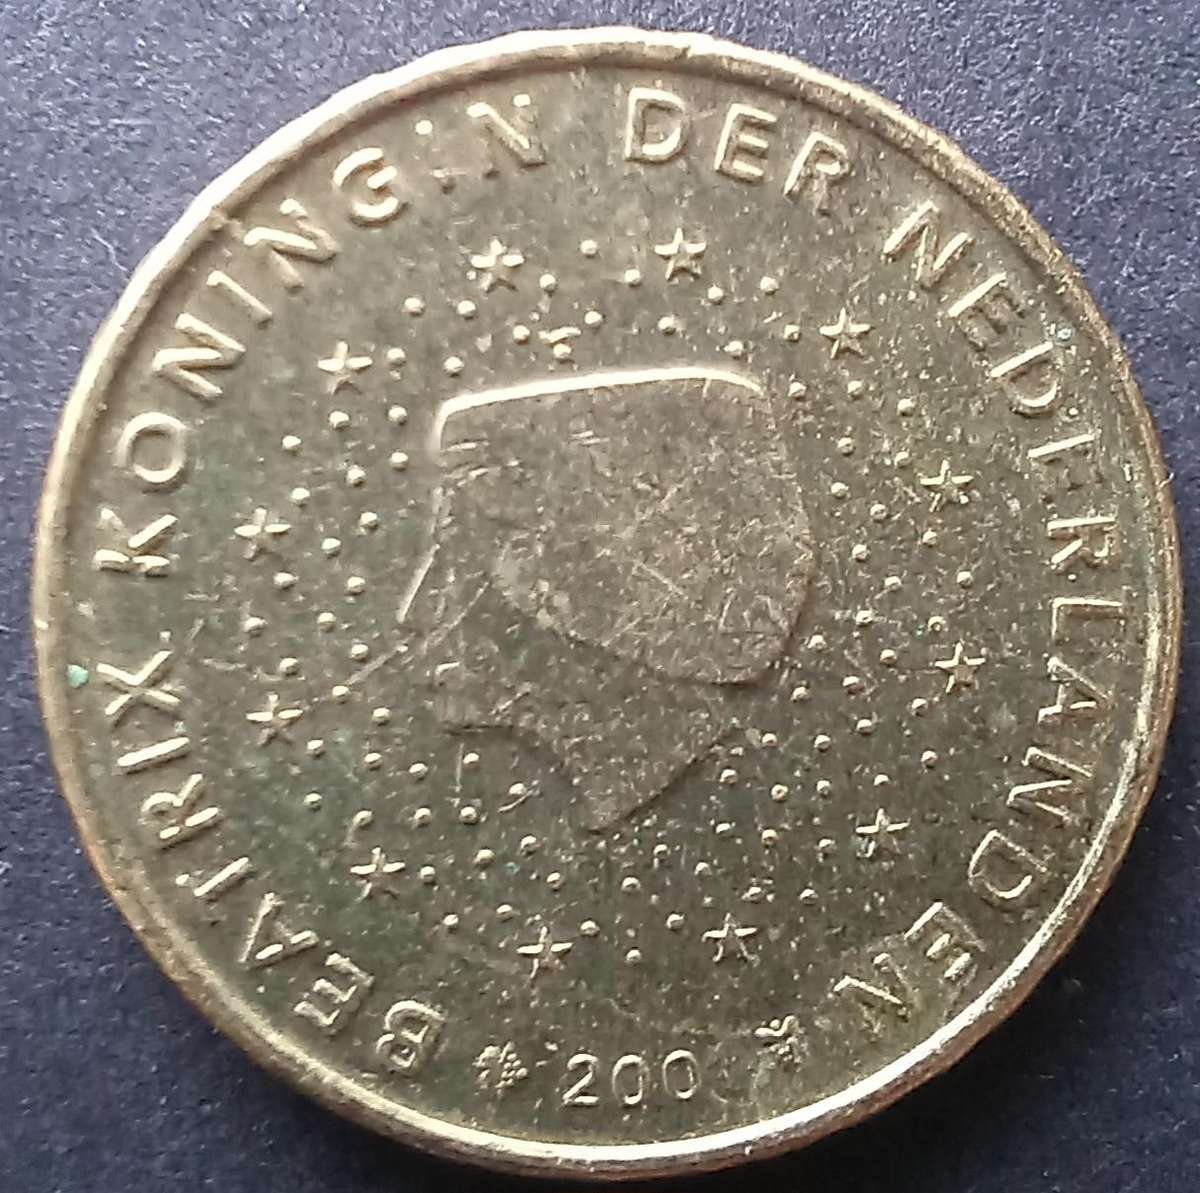 BEATRIX KONINGIN DER NEDERLANDEN
200